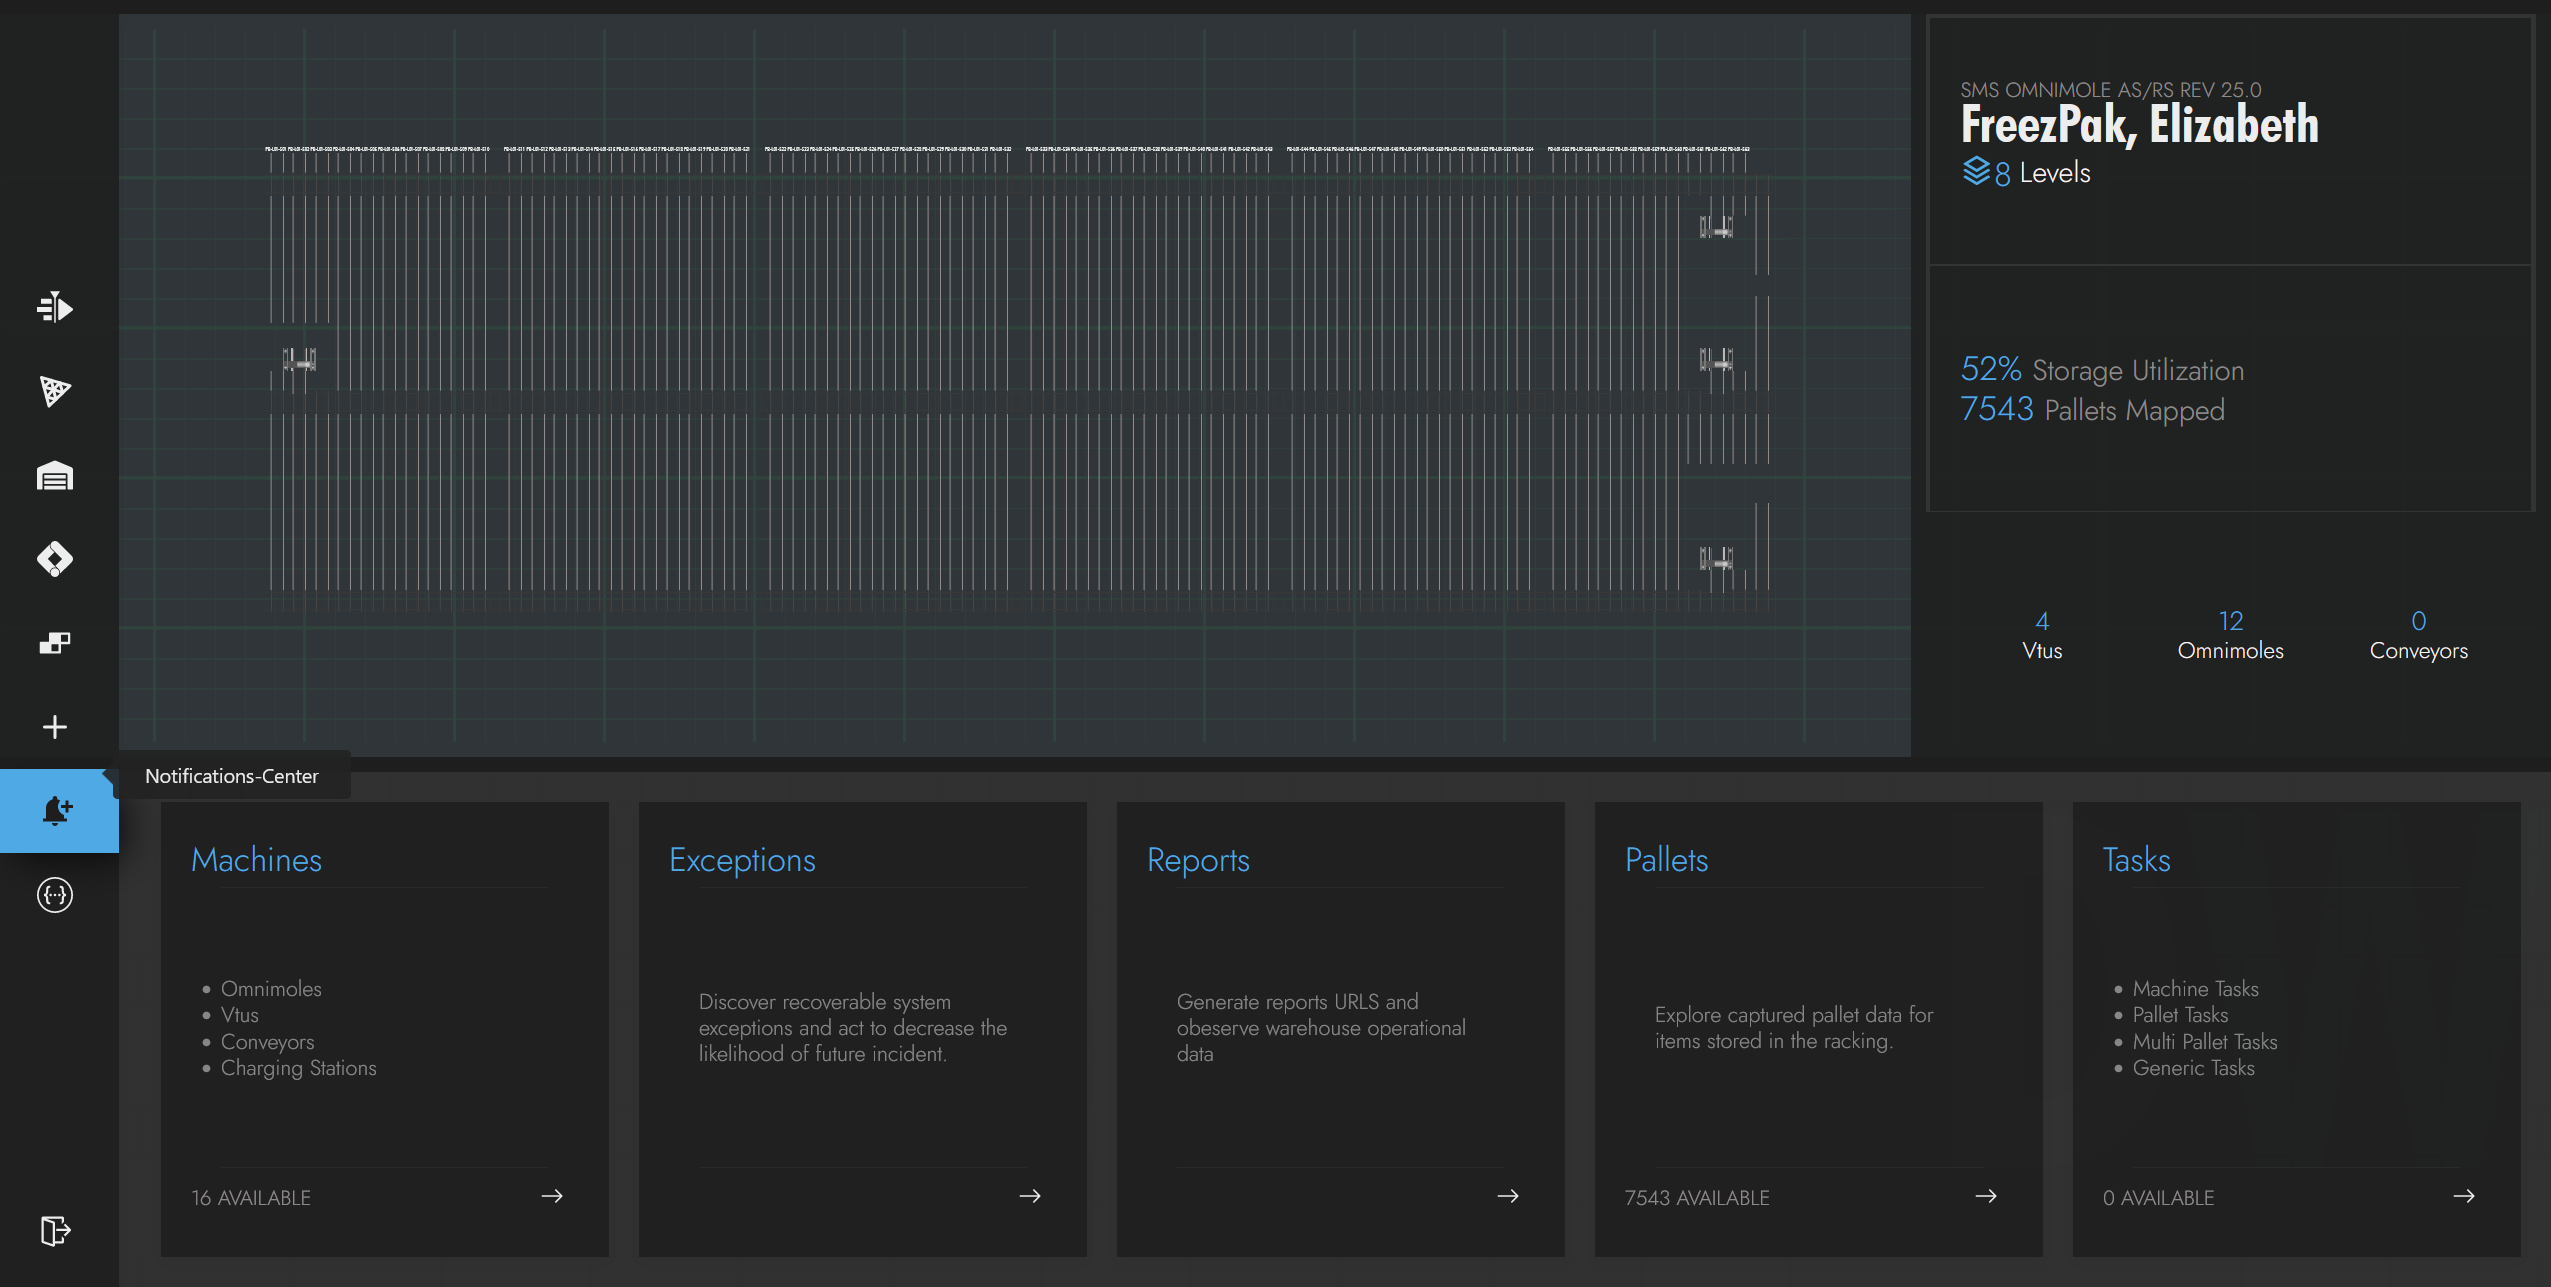 SMS OMNIMOLE AS/RS REV 25.0
FreezPak, Elizabeth
8 Levels
52% Storage Utilization
7543 Pallets Mapped
4
Vtus
12
Omnimoles
0
Conveyors
Notifications-Center
Machines
Omnimoles
Vtus
Conveyors
Charging Stations
16 AVAILABLE
Exceptions
Discover recoverable system
exceptions and act to decrease the
likelihood of future incident.
Reports
Generate reports URLS and
obeserve warehouse operational
data
Pallets
Explore captured pallet data for
items stored in the racking.
7543 AVAILABLE
Tasks
Machine Tasks
Pallet Tasks
Multi Pallet Tasks
Generic Tasks
0 AVAILABLE